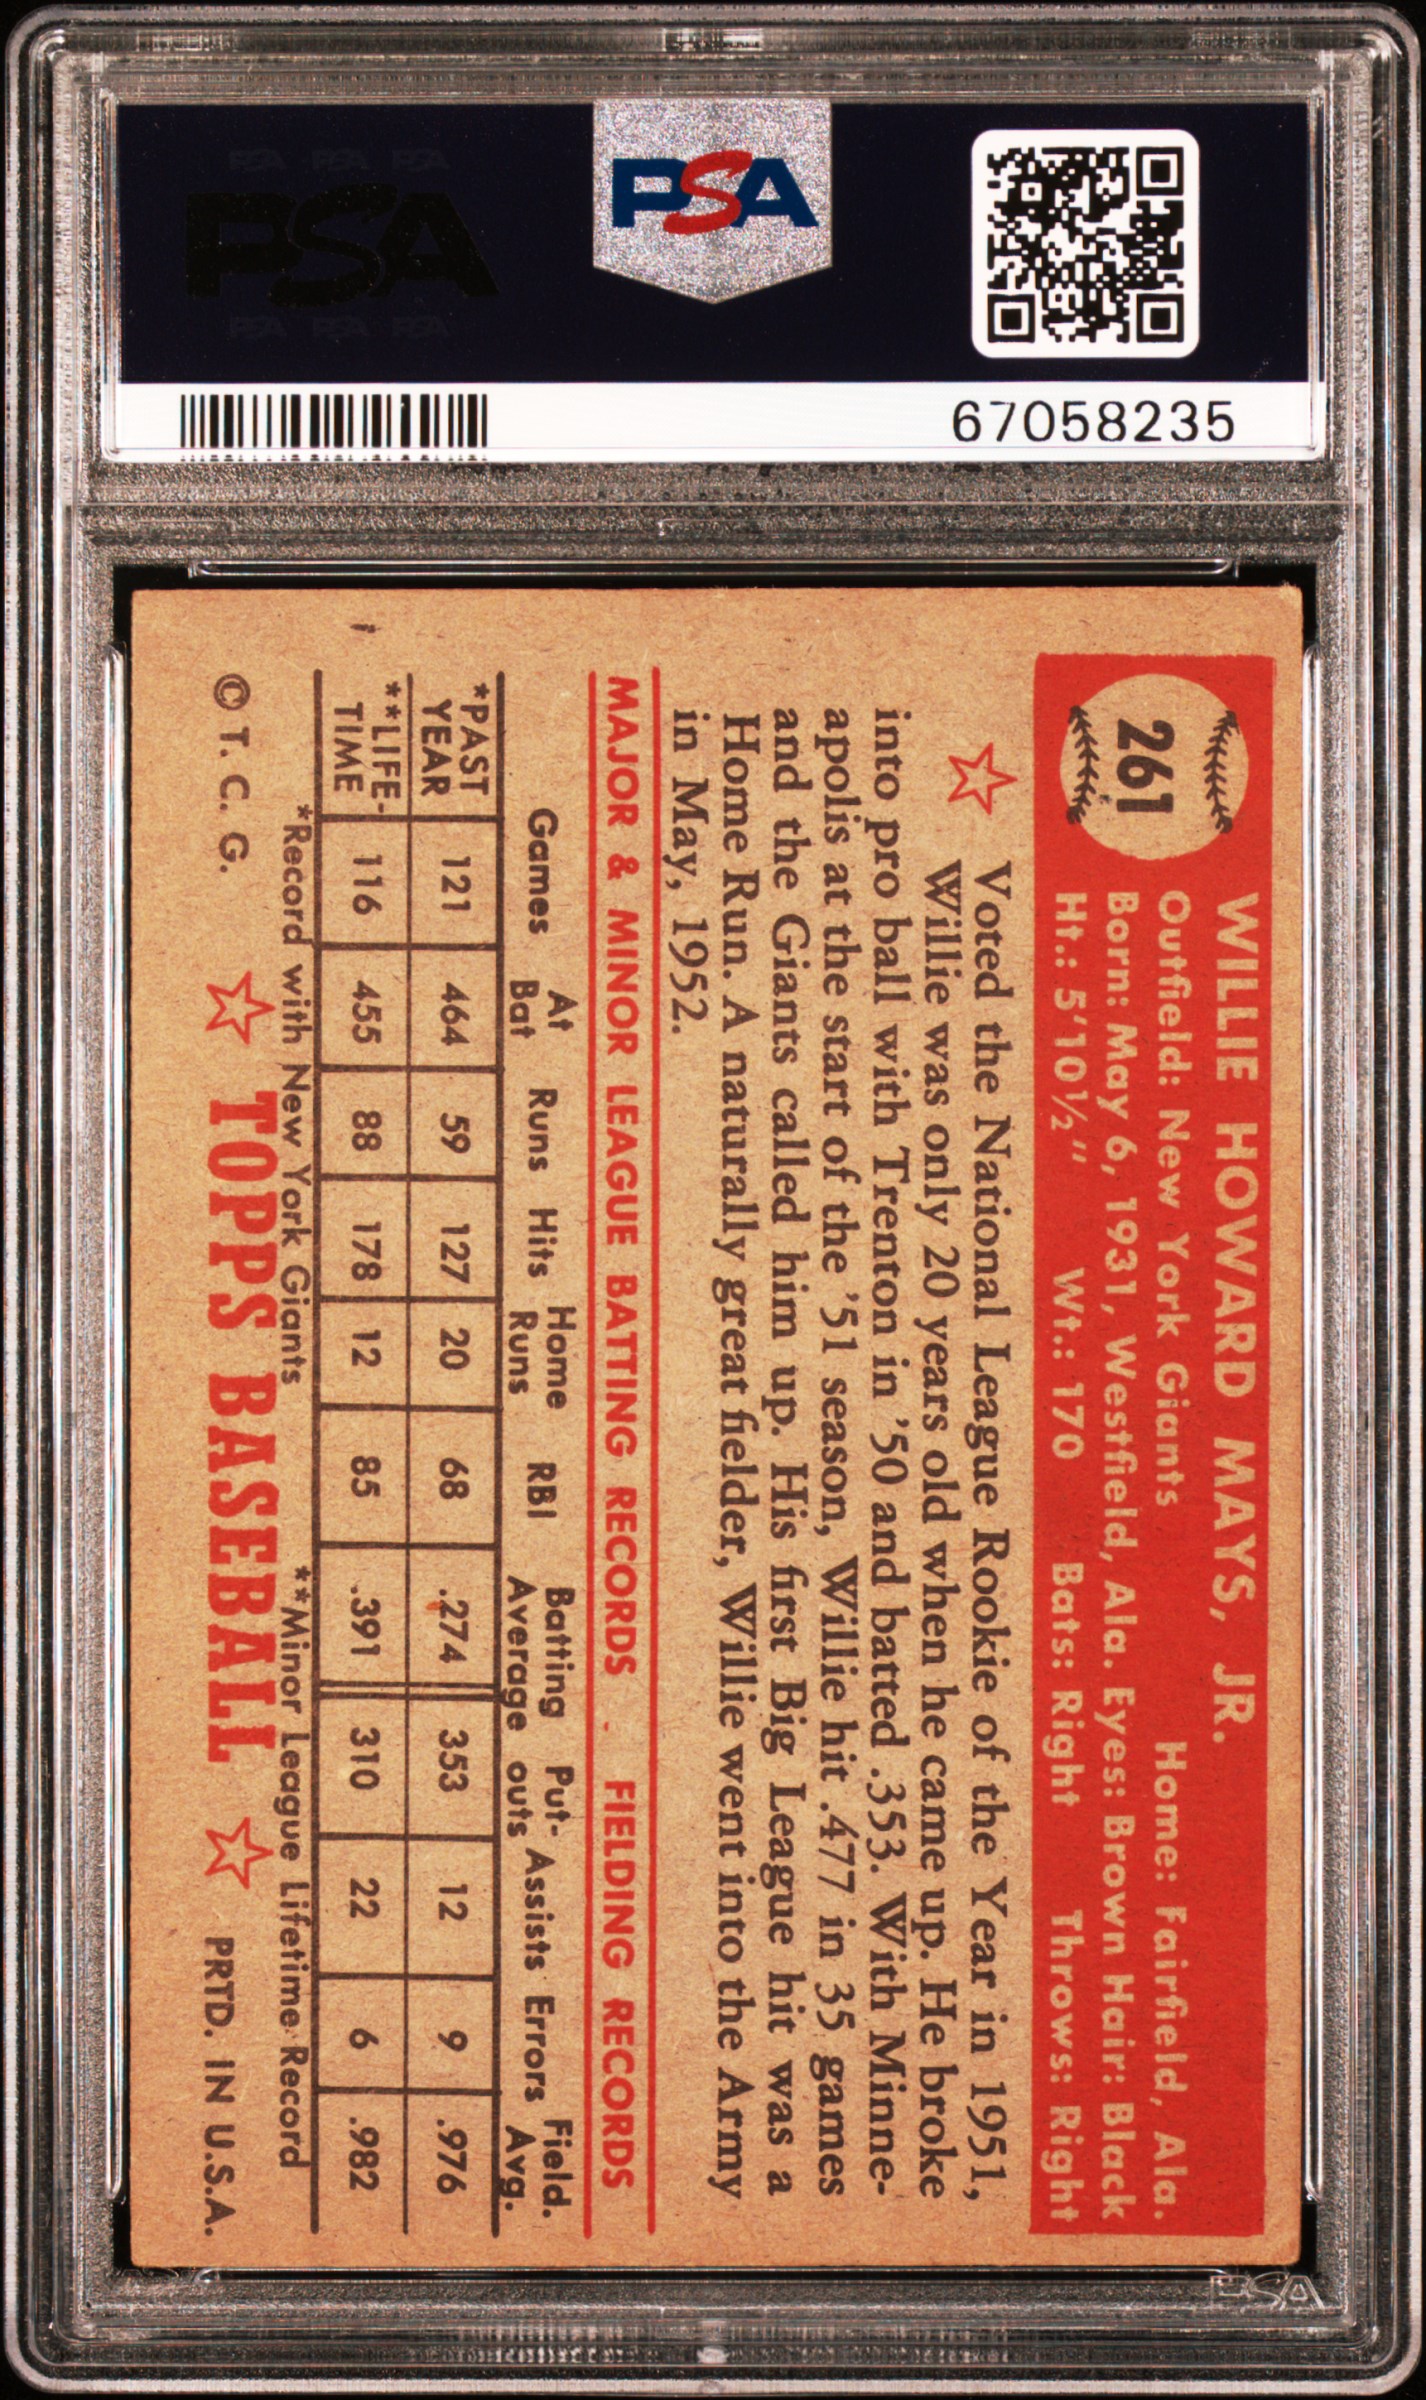 PSA PSA PSA
PSA
PSA PSA PSA
PSA
67058235
261
WILLIE HOWARD MAYS, JR.
Outfield: New York Giants Home: Fairfield, Ala.
Born: May 6, 1931, Westfield, Ala. Eyes: Brown Hair: Black
Ht.: 5'10½" Wt.: 170 Bats: Right Throws: Right
Voted the National League Rookie of the Year in 1951,
Willie was only 20 years old when he came up. He broke
into pro ball with Trenton in '50 and batted .353. With Minne-
apolis at the start of the '51 season, Willie hit .477 in 35 games
and the Giants called him up. His first Big League hit was a
Home Run. A naturally great fielder, Willie went into the Army
in May, 1952.
MAJOR & MINOR LEAGUE BATTING RECORDS . FIELDING RECORDS
Games At Bat Runs Hits Home Runs RBI Batting Average Put-outs Assists Errors Field. Avg.
*PAST YEAR 121 464 59 127 20 68 .274 353 12 9 .976
**LIFE-TIME 116 455 88 178 12 85 .391 310 22 6 .982
*Record with New York Giants **Minor League Lifetime Record
© T. C. G. TOPPS BASEBALL PRTD. IN U.S.A.
PSA